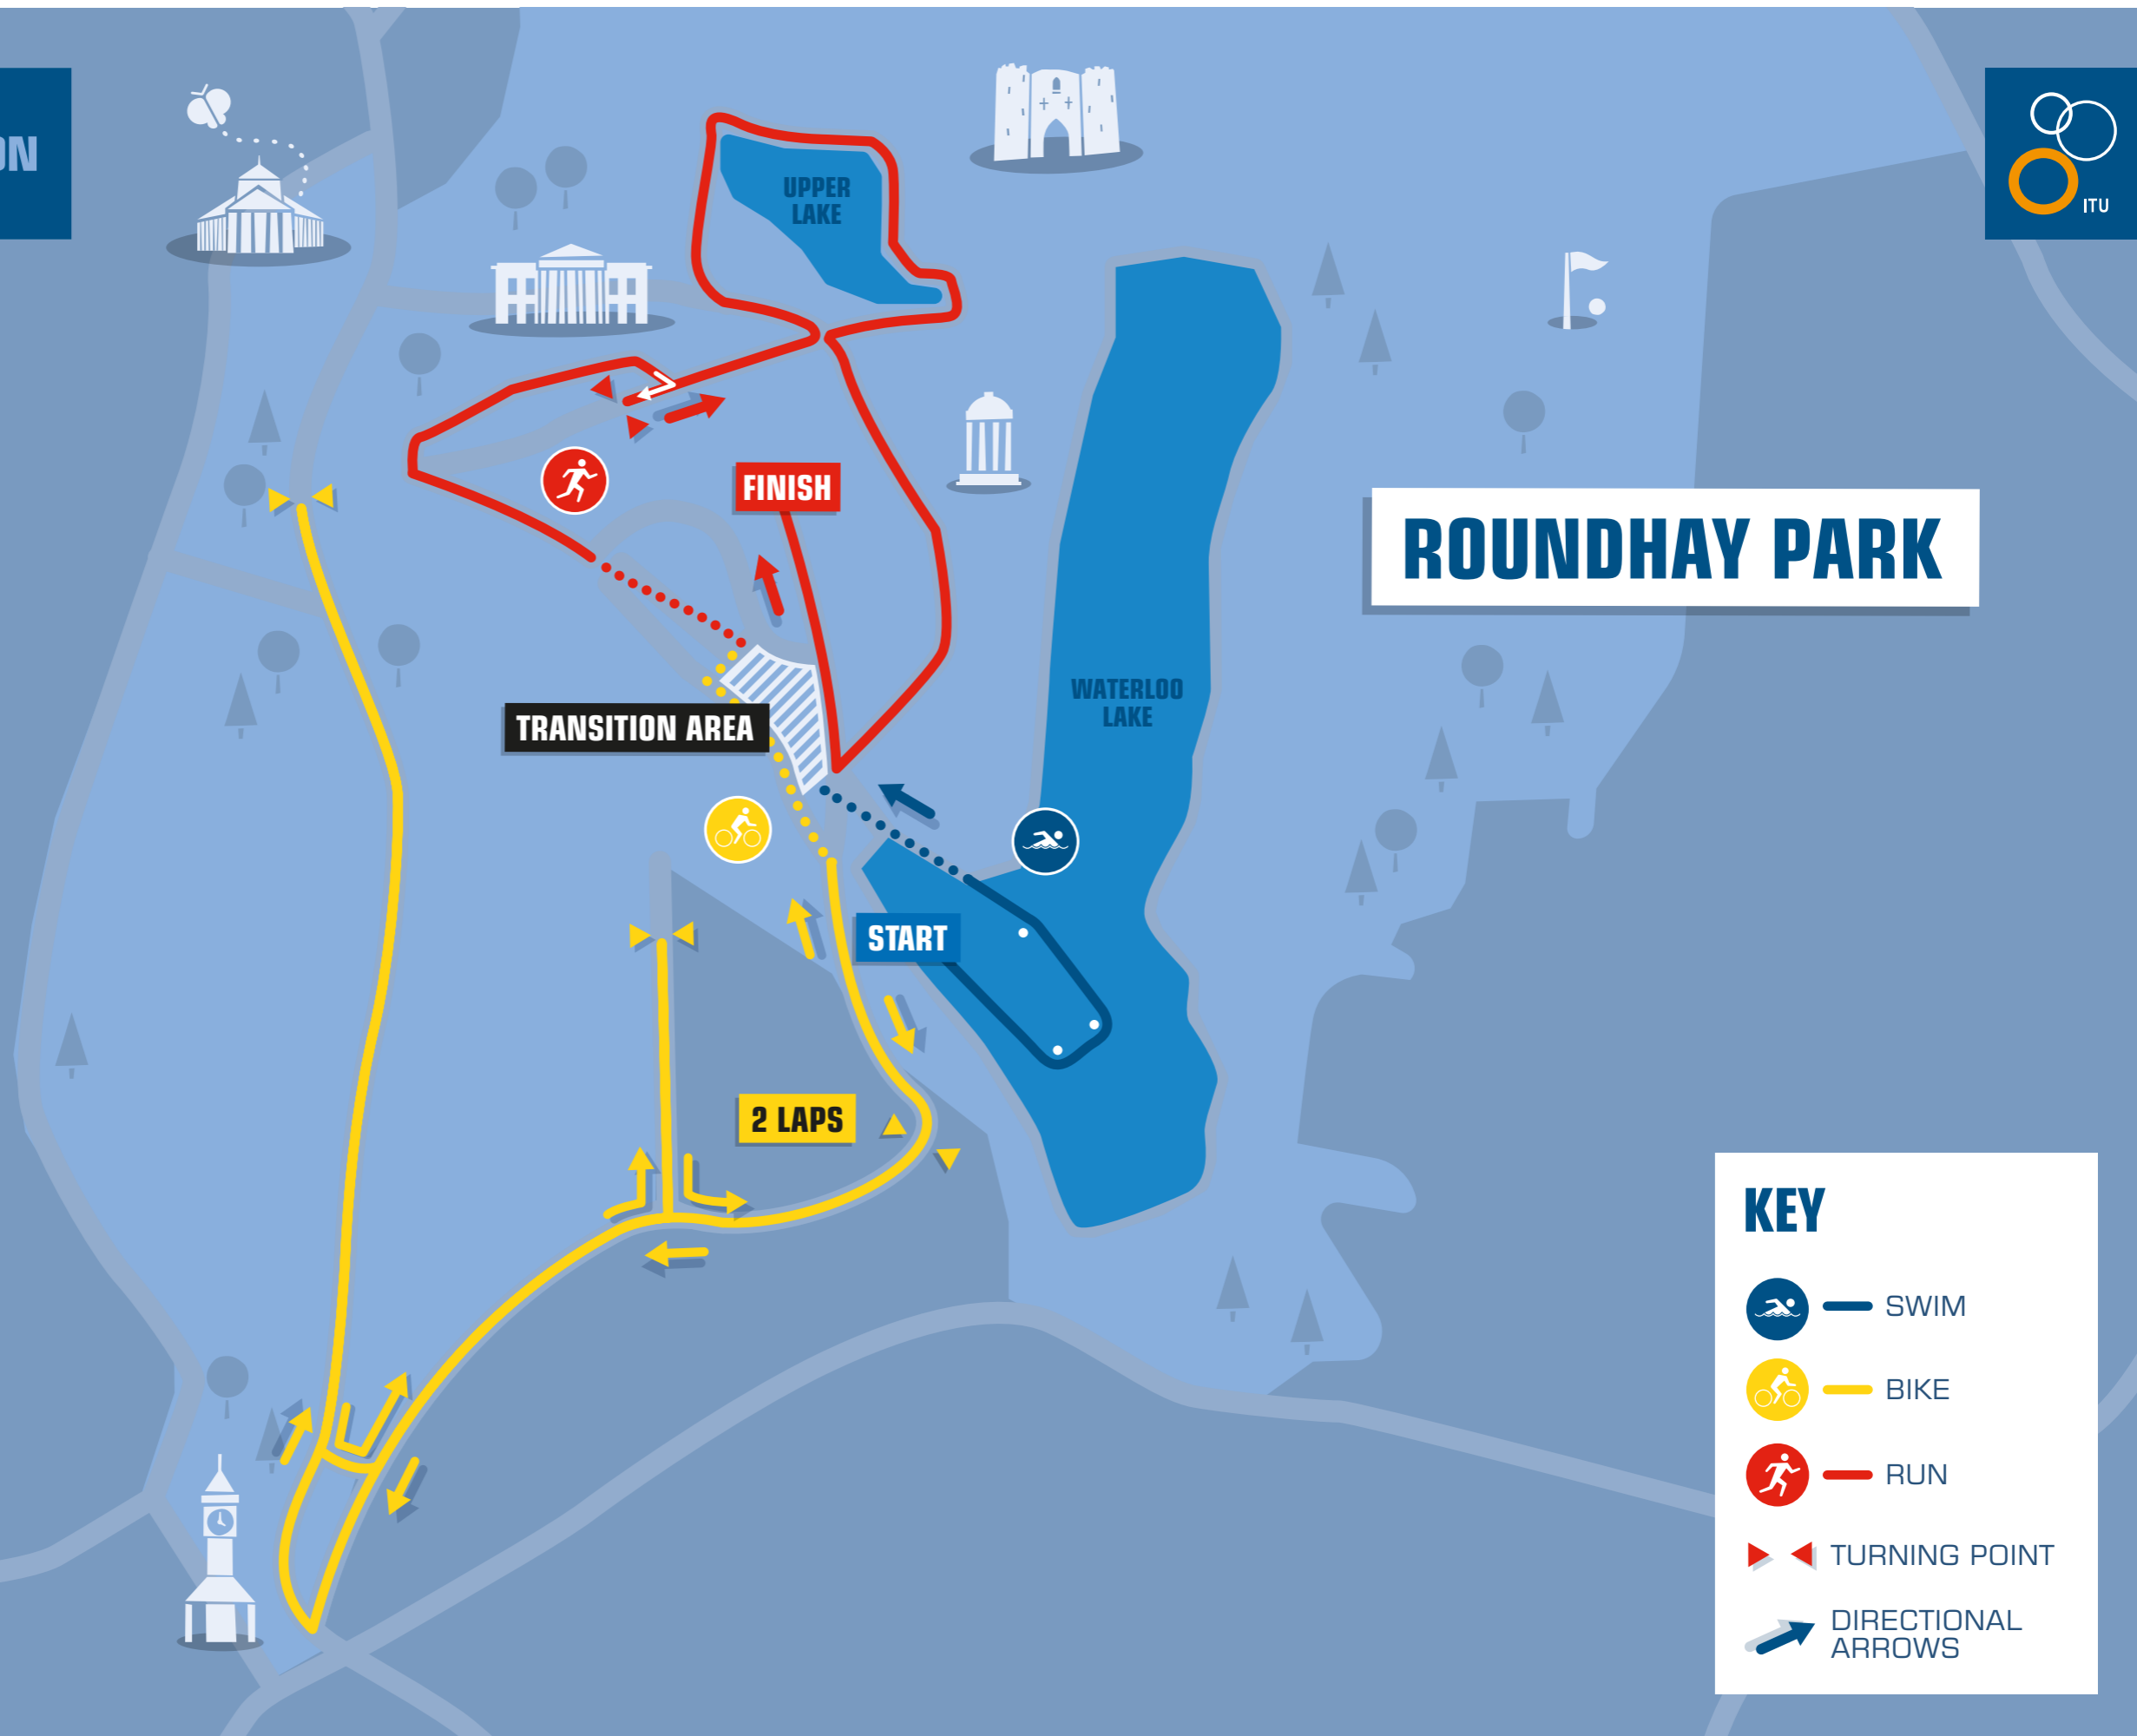 ON
ITU
UPPER
LAKE
FINISH
ROUNDHAY PARK
WATERLOO
LAKE
TRANSITION AREA
START
2 LAPS
KEY
SWIM
BIKE
RUN
TURNING POINT
DIRECTIONAL
ARROWS